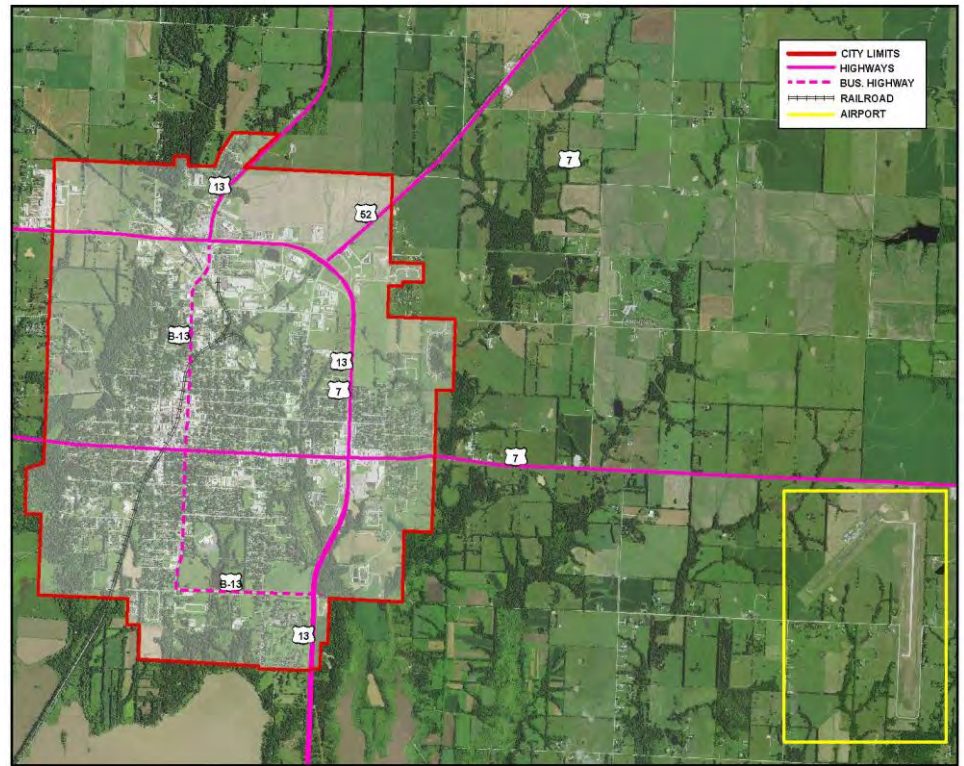 CITY LIMITS
HIGHWAYS
BUS. HIGHWAY
RAILROAD
AIRPORT
7
13
52
B-13
13
7
7
B-13
13